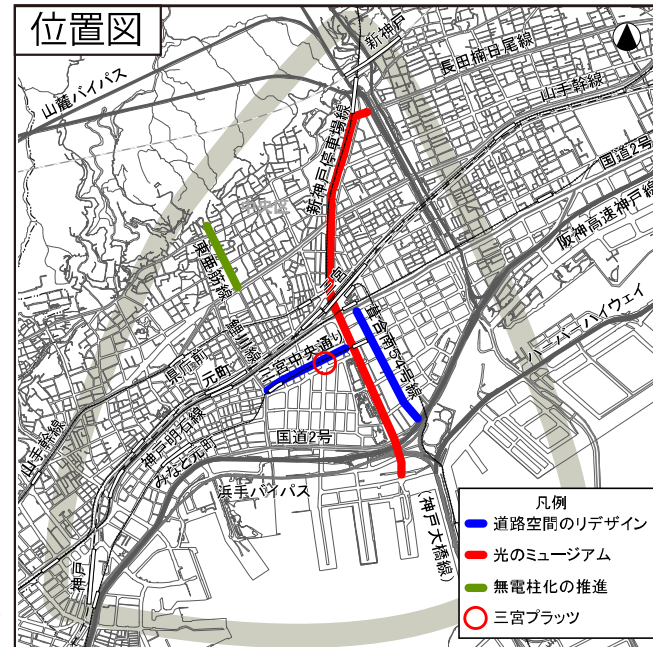 位置図
新神戸
長田楠日尾線
山麓バイパス
山手幹線
国道2号
新神戸停車場線
阪神高速神戸線
三宮
東亜筋線
ハーバーハイウェイ
鯉川線
葺合南54号線
三宮中央通り
県庁前
元町
山手幹線
神戸明石線
みなと元町
国道2号
浜手バイパス
神戸
(神戸大橋線)
凡例
道路空間のリデザイン
光のミュージアム
無電柱化の推進
三宮プラッツ